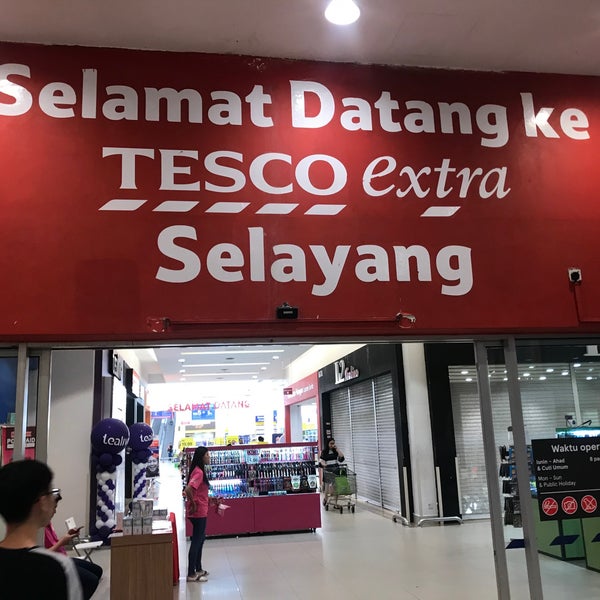 Selamat Datang ke
TESCO extra
Selayang
SELAMAT DATANG
Waktu oper
Isnin - Ahad
& Cuti Umum
Mon - Sun
& Public Holiday